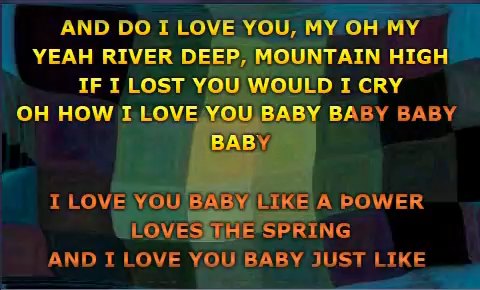 AND DO I LOVE YOU, MY OH MY
YEAH RIVER DEEP, MOUNTAIN HIGH
IF I LOST YOU WOULD I CRY
OH HOW I LOVE YOU BABY BABY BABY
BABY
I LOVE YOU BABY LIKE A ÞOWER
LOVES THE SPRING
AND I LOVE YOU BABY JUST LIKE